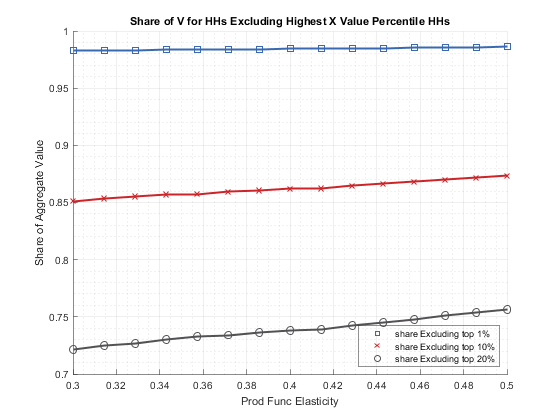 Share of V for HHs Excluding Highest X Value Percentile HHs
1
0.95
0.9
0.85
0.8
0.75
0.7
Share of Aggregate Value
share Excluding top 1%
share Excluding top 10%
share Excluding top 20%
0.3 0.32 0.34 0.36 0.38 0.4 0.42 0.44 0.46 0.48 0.5
Prod Func Elasticity